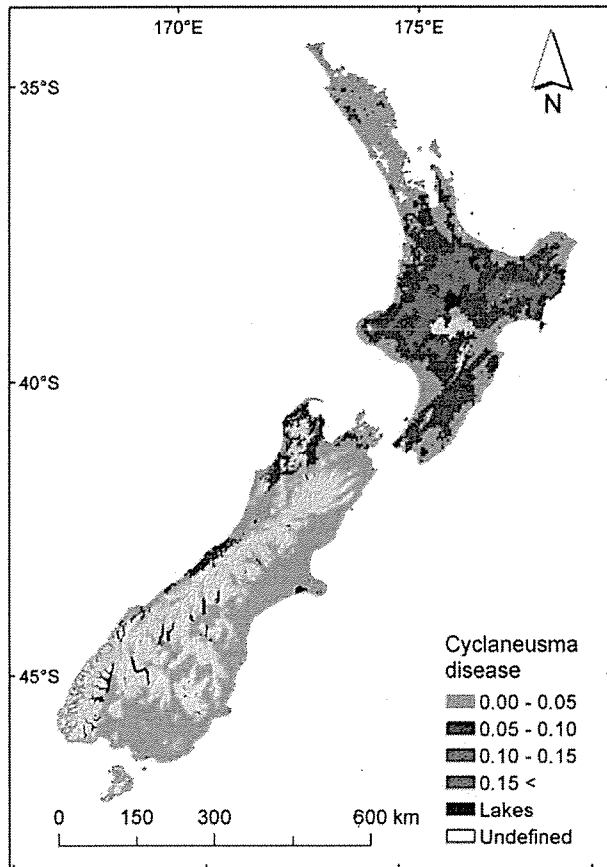 170°E 175°E
35°S
N
40°S
45°S
Cyclaneusma
disease
0.00 - 0.05
0.05 - 0.10
0.10 - 0.15
0.15 <
Lakes
Undefined
0 150 300 600 km